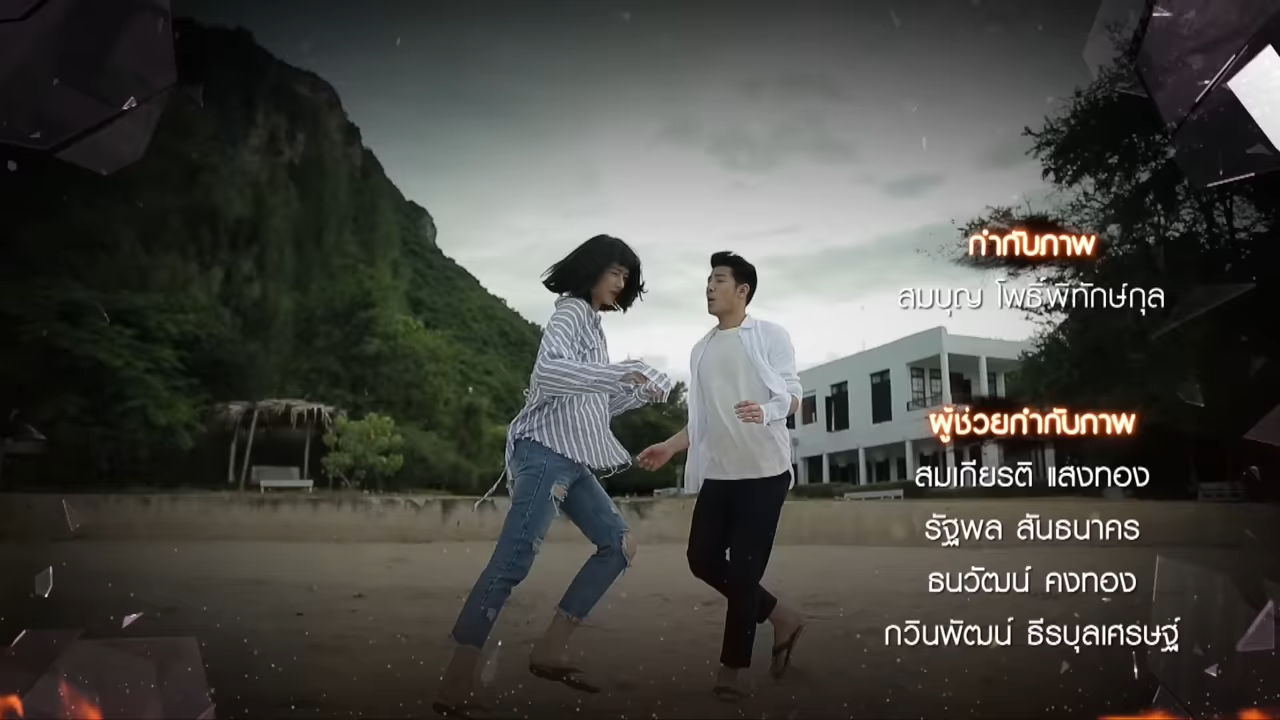 กำกับภาพ
สมบุญ โพธิ์พิทักษ์กุล
ผู้ช่วยกำกับภาพ
สมเกียรติ แสงทอง
รัฐพล สันธนาคร
ธนวัฒน์ คงทอง
กวินพัฒน์ ธีรบุลเศรษฐ์